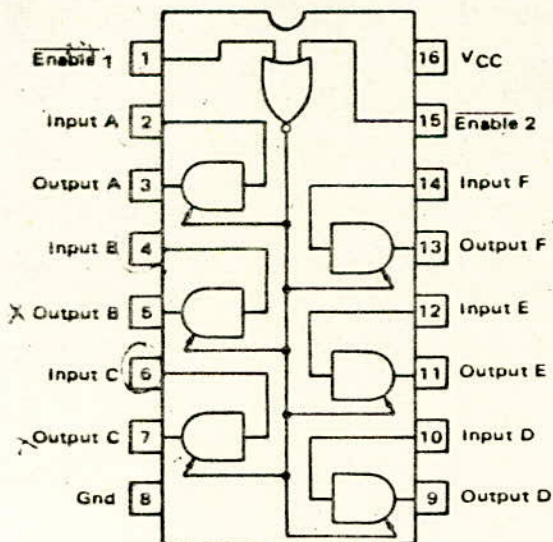 Enable 1 1
Input A 2
Output A 3
Input B 4
Output B 5
Input C 6
Output C 7
Gnd 8
16 VCC
15 Enable 2
14 Input F
13 Output F
12 Input E
11 Output E
10 Input D
9 Output D